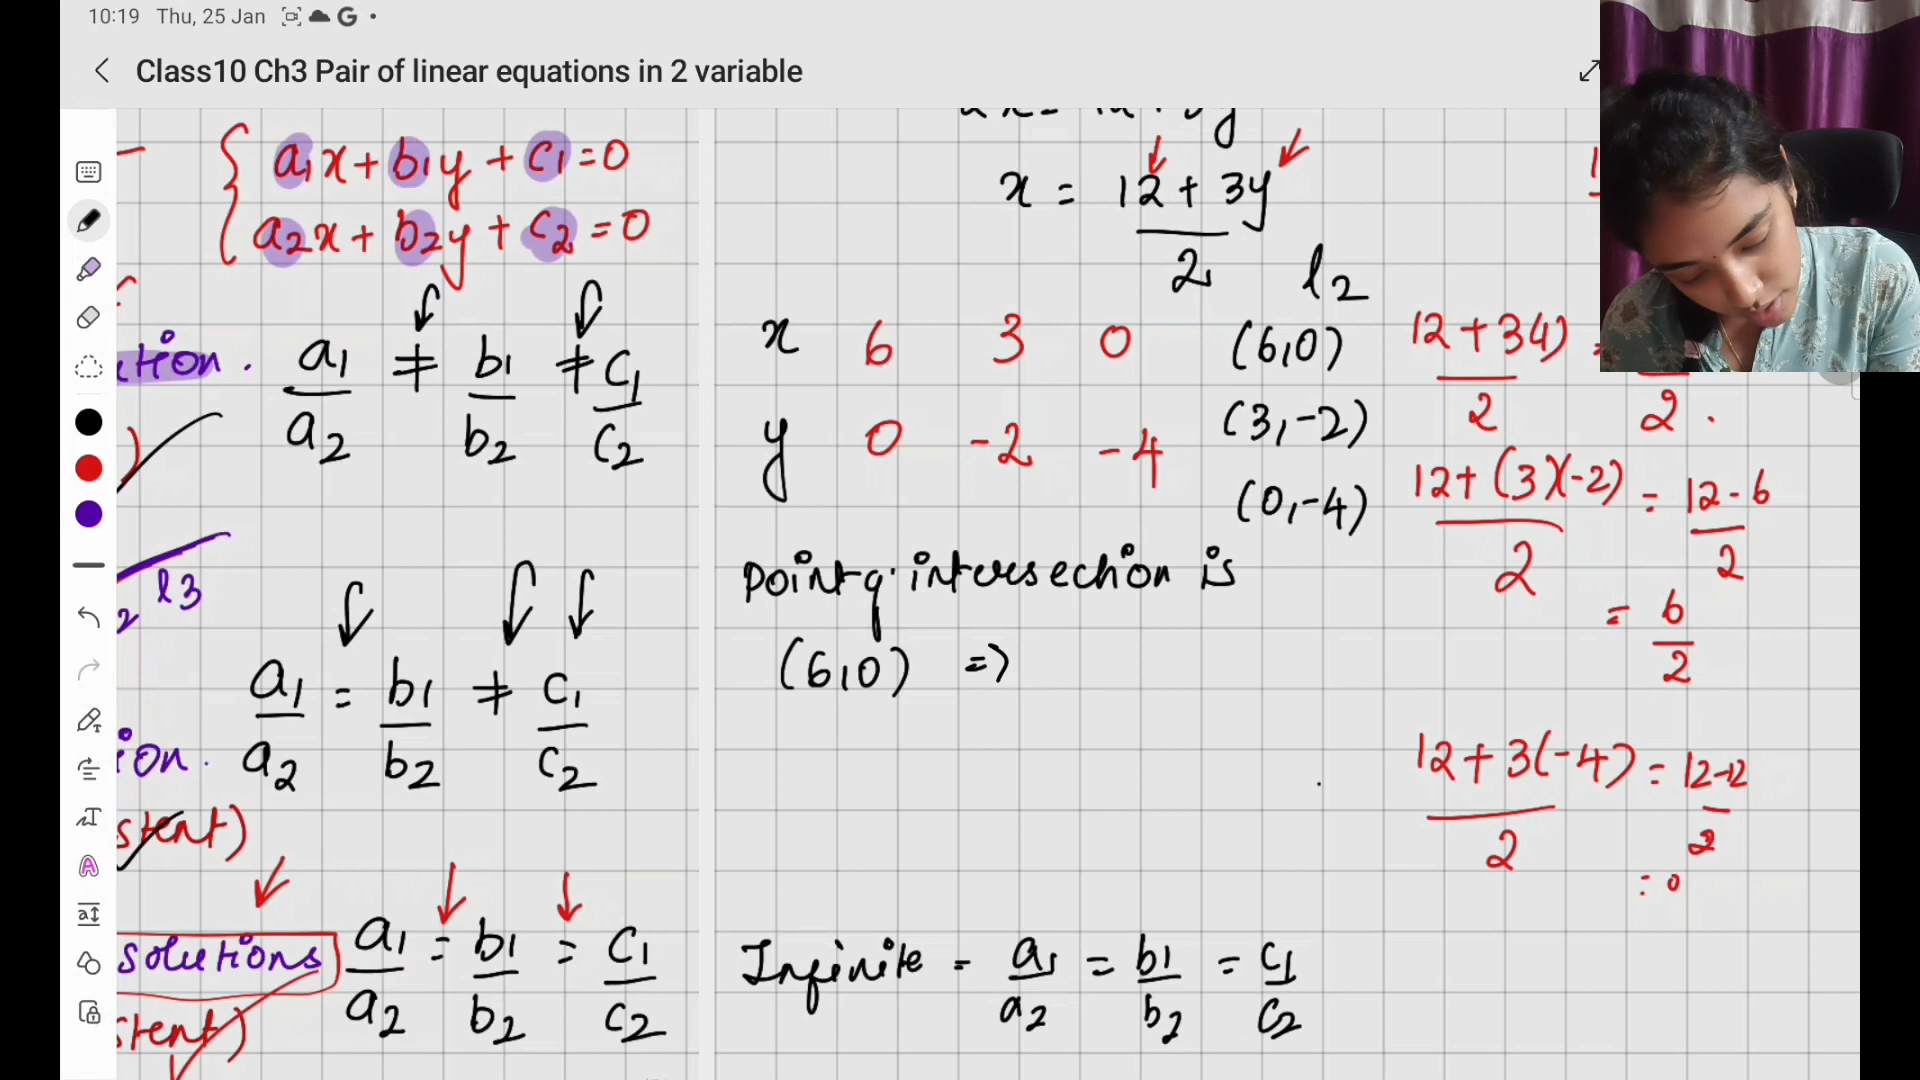 10:19 Thu, 25 Jan
Class10 Ch3 Pair of linear equations in 2 variable
a1x + b1y + c1 = 0
a2x + b2y + c2 = 0
a1/a2 ≠ b1/b2 ≠ c1/c2
l3
2
a1/a2 = b1/b2 ≠ c1/c2
ion.
stent)
solutions
a1/a2 = b1/b2 = c1/c2
stent)
x = 12 + 3y
2
l2
x 6 3 0
y 0 -2 -4
(6,0)
(3,-2)
(0,-4)
Point of intersection is
(6,0) =>
Infinite = a1/a2 = b1/b2 = c1/c2
12 + (3)(-2) / 2 = 12-6 / 2
= 6/2
12 + 3(-4) / 2 = 12-12 / 2
= 0